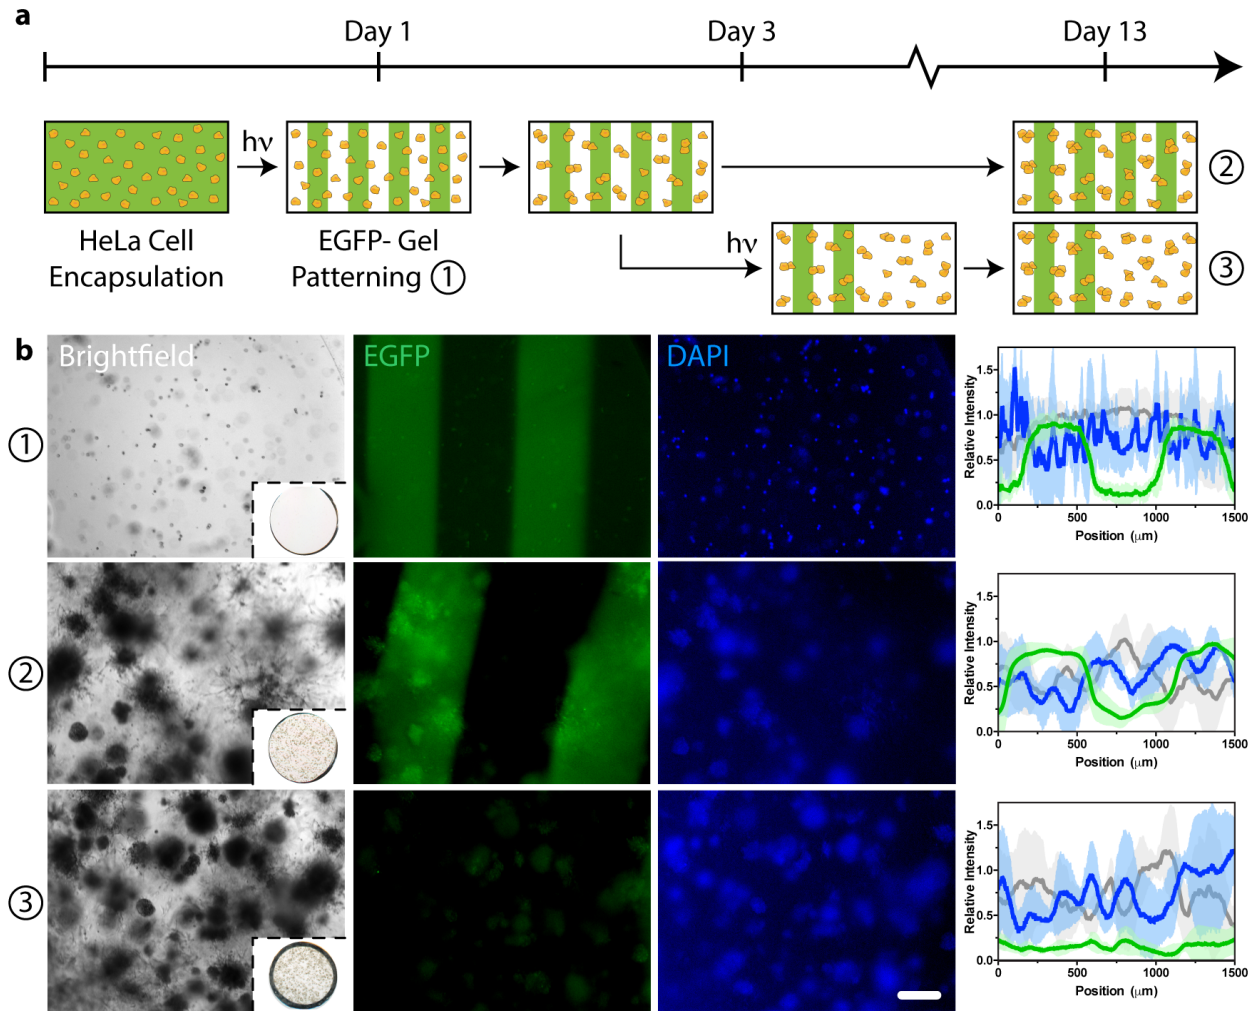 a
Day 1
Day 3
Day 13
hν
HeLa Cell
Encapsulation
EGFP- Gel
Patterning 1
hν
2
3
b
Brightfield
EGFP
DAPI
1
Relative Intensity
1.5
1.0
0.5
0.0
0 500 1000 1500
Position (μm)
2
Relative Intensity
1.5
1.0
0.5
0.0
0 500 1000 1500
Position (μm)
3
Relative Intensity
1.5
1.0
0.5
0.0
0 500 1000 1500
Position (μm)